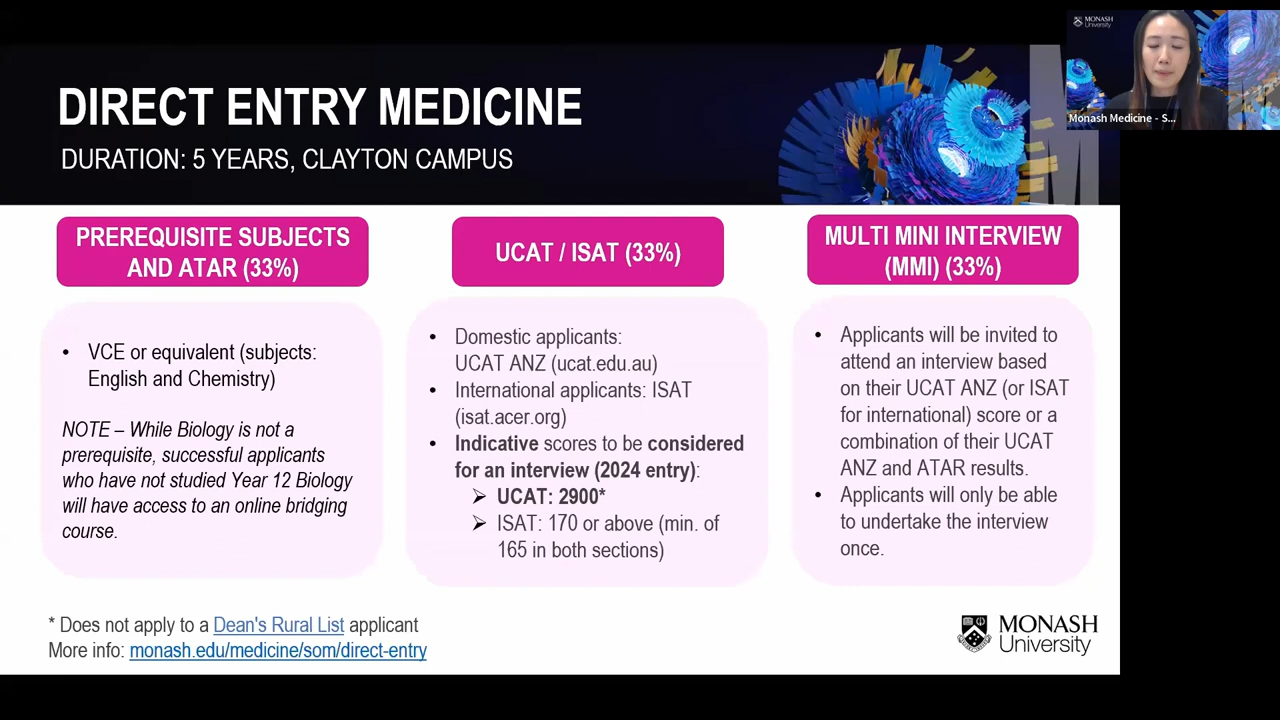 MONASH
University
Monash Medicine - S...
DIRECT ENTRY MEDICINE
DURATION: 5 YEARS, CLAYTON CAMPUS
PREREQUISITE SUBJECTS
AND ATAR (33%)
• VCE or equivalent (subjects:
English and Chemistry)
NOTE – While Biology is not a
prerequisite, successful applicants
who have not studied Year 12 Biology
will have access to an online bridging
course.
UCAT / ISAT (33%)
• Domestic applicants:
UCAT ANZ (ucat.edu.au)
• International applicants: ISAT
(isat.acer.org)
• Indicative scores to be considered
for an interview (2024 entry):
➢ UCAT: 2900*
➢ ISAT: 170 or above (min. of
165 in both sections)
MULTI MINI INTERVIEW
(MMI) (33%)
• Applicants will be invited to
attend an interview based
on their UCAT ANZ (or ISAT
for international) score or a
combination of their UCAT
ANZ and ATAR results.
• Applicants will only be able
to undertake the interview
once.
* Does not apply to a Dean's Rural List applicant
More info: monash.edu/medicine/som/direct-entry
MONASH
University